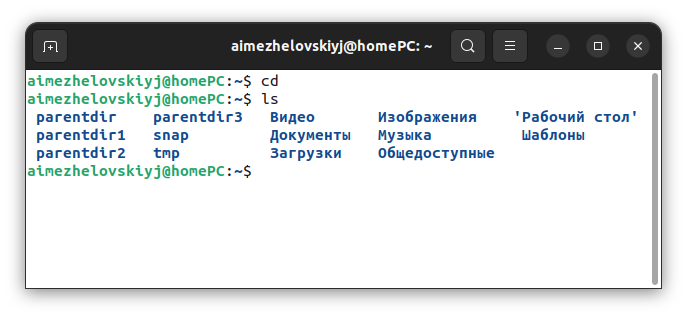 aimezhelovskiyj@homePC: ~
aimezhelovskiyj@homePC:~$ cd
aimezhelovskiyj@homePC:~$ ls
parentdir parentdir3 Видео Изображения 'Рабочий стол'
parentdir1 snap Документы Музыка Шаблоны
parentdir2 tmp Загрузки Общедоступные
aimezhelovskiyj@homePC:~$